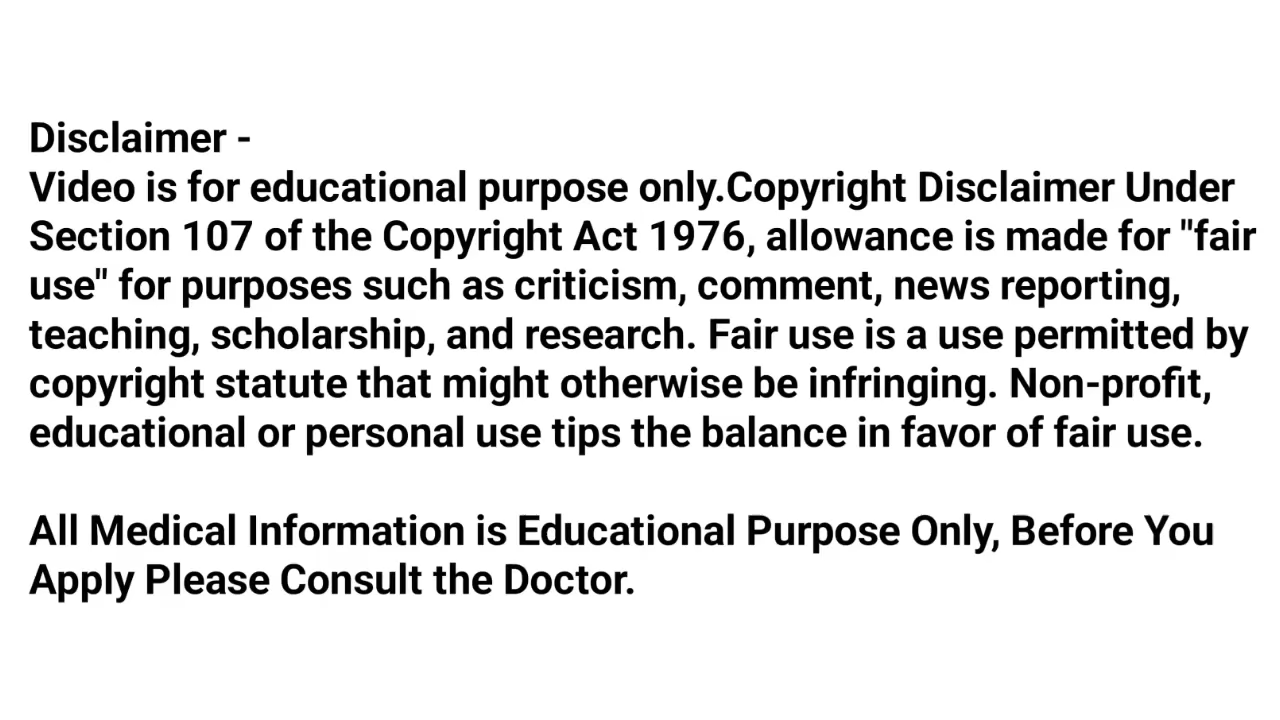 Disclaimer -
Video is for educational purpose only.Copyright Disclaimer Under
Section 107 of the Copyright Act 1976, allowance is made for "fair
use" for purposes such as criticism, comment, news reporting,
teaching, scholarship, and research. Fair use is a use permitted by
copyright statute that might otherwise be infringing. Non-profit,
educational or personal use tips the balance in favor of fair use.
All Medical Information is Educational Purpose Only, Before You
Apply Please Consult the Doctor.